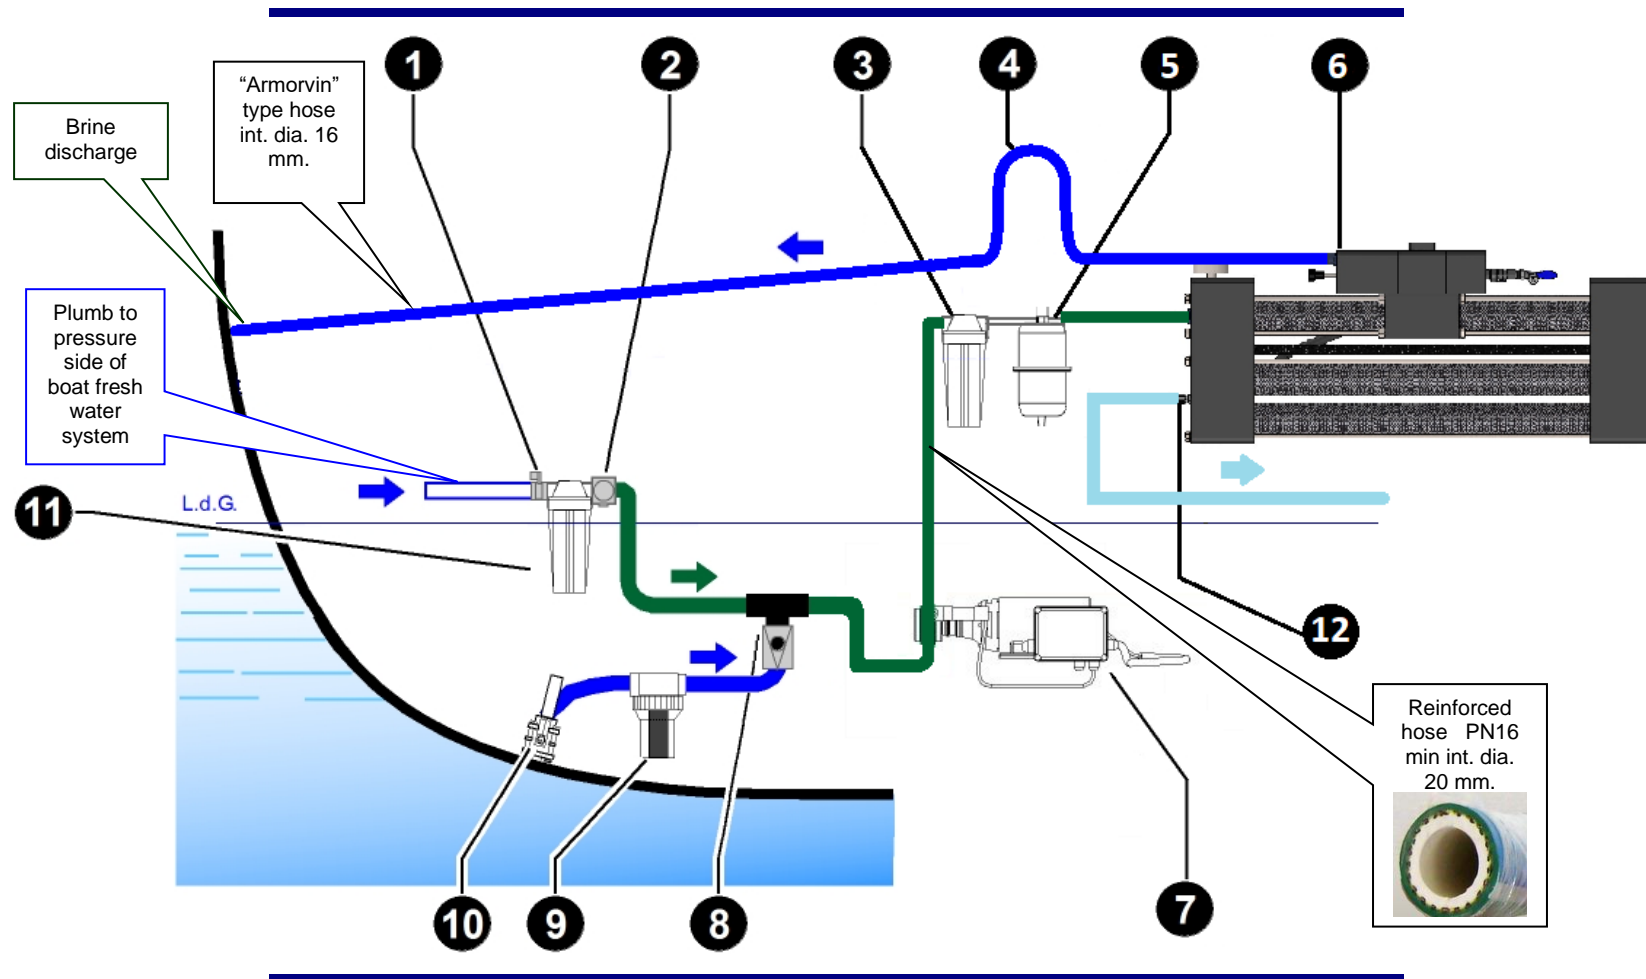 1
2
3
4
5
6
“Armorvin”
type hose
int. dia. 16
mm.
Brine
discharge
Plumb to
pressure
side of
boat fresh
water
system
L.d.G.
11
12
Reinforced
hose PN16
min int. dia.
20 mm.
10
9
8
7